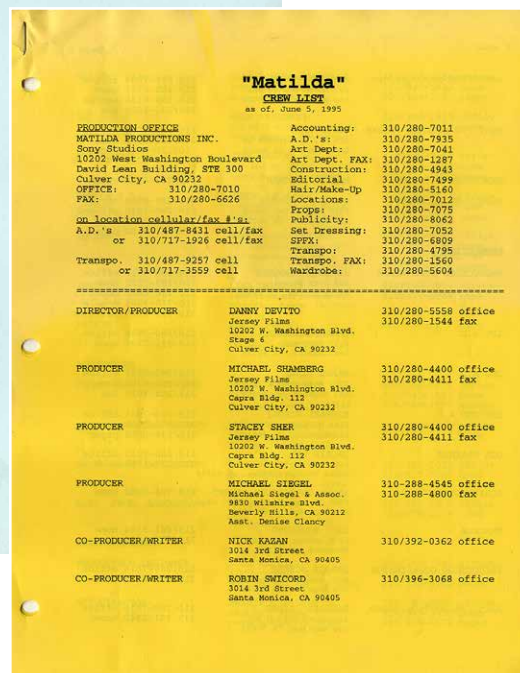 "Matilda"
CREW LIST
as of, June 5, 1995
PRODUCTION OFFICE
MATILDA PRODUCTIONS INC.
Sony Studios
10202 West Washington Boulevard
David Lean Building, STE 300
Culver City, CA 90232
OFFICE: 310/280-7010
FAX: 310/280-6626
on location cellular/fax #'s:
A.D.'s 310/487-8431 cell/fax
or 310/717-1926 cell/fax
Transpo. 310/487-9257 cell
or 310/717-3559 cell
Accounting: 310/280-7011
A.D.'s: 310/280-7935
Art Dept: 310/280-7041
Art Dept. FAX: 310/280-1287
Construction: 310/280-4943
Editorial 310/280-7499
Hair/Make-Up 310/280-5160
Locations: 310/280-7012
Props: 310/280-7075
Publicity: 310/280-8062
Set Dressing: 310/280-7052
SPFX: 310/280-6809
Transpo: 310/280-4795
Transpo. FAX: 310/280-1560
Wardrobe: 310/280-5604
DIRECTOR/PRODUCER DANNY DEVITO 310/280-5558 office
Jersey Films 310/280-1544 fax
10202 W. Washington Blvd.
Stage 6
Culver City, CA 90232
PRODUCER MICHAEL SHAMBERG 310/280-4400 office
Jersey Films 310/280-4411 fax
10202 W. Washington Blvd.
Capra Bldg. 112
Culver City, CA 90232
PRODUCER STACEY SHER 310/280-4400 office
Jersey Films 310/280-4411 fax
10202 W. Washington Blvd.
Capra Bldg. 112
Culver City, CA 90232
PRODUCER MICHAEL SIEGEL 310-288-4545 office
Michael Siegel & Assoc. 310-288-4800 fax
9830 Wilshire Blvd.
Beverly Hills, CA 90212
Asst. Denise Clancy
CO-PRODUCER/WRITER NICK KAZAN 310/392-0362 office
3014 3rd Street
Santa Monica, CA 90405
CO-PRODUCER/WRITER ROBIN SWICORD 310/396-3068 office
3014 3rd Street
Santa Monica, CA 90405